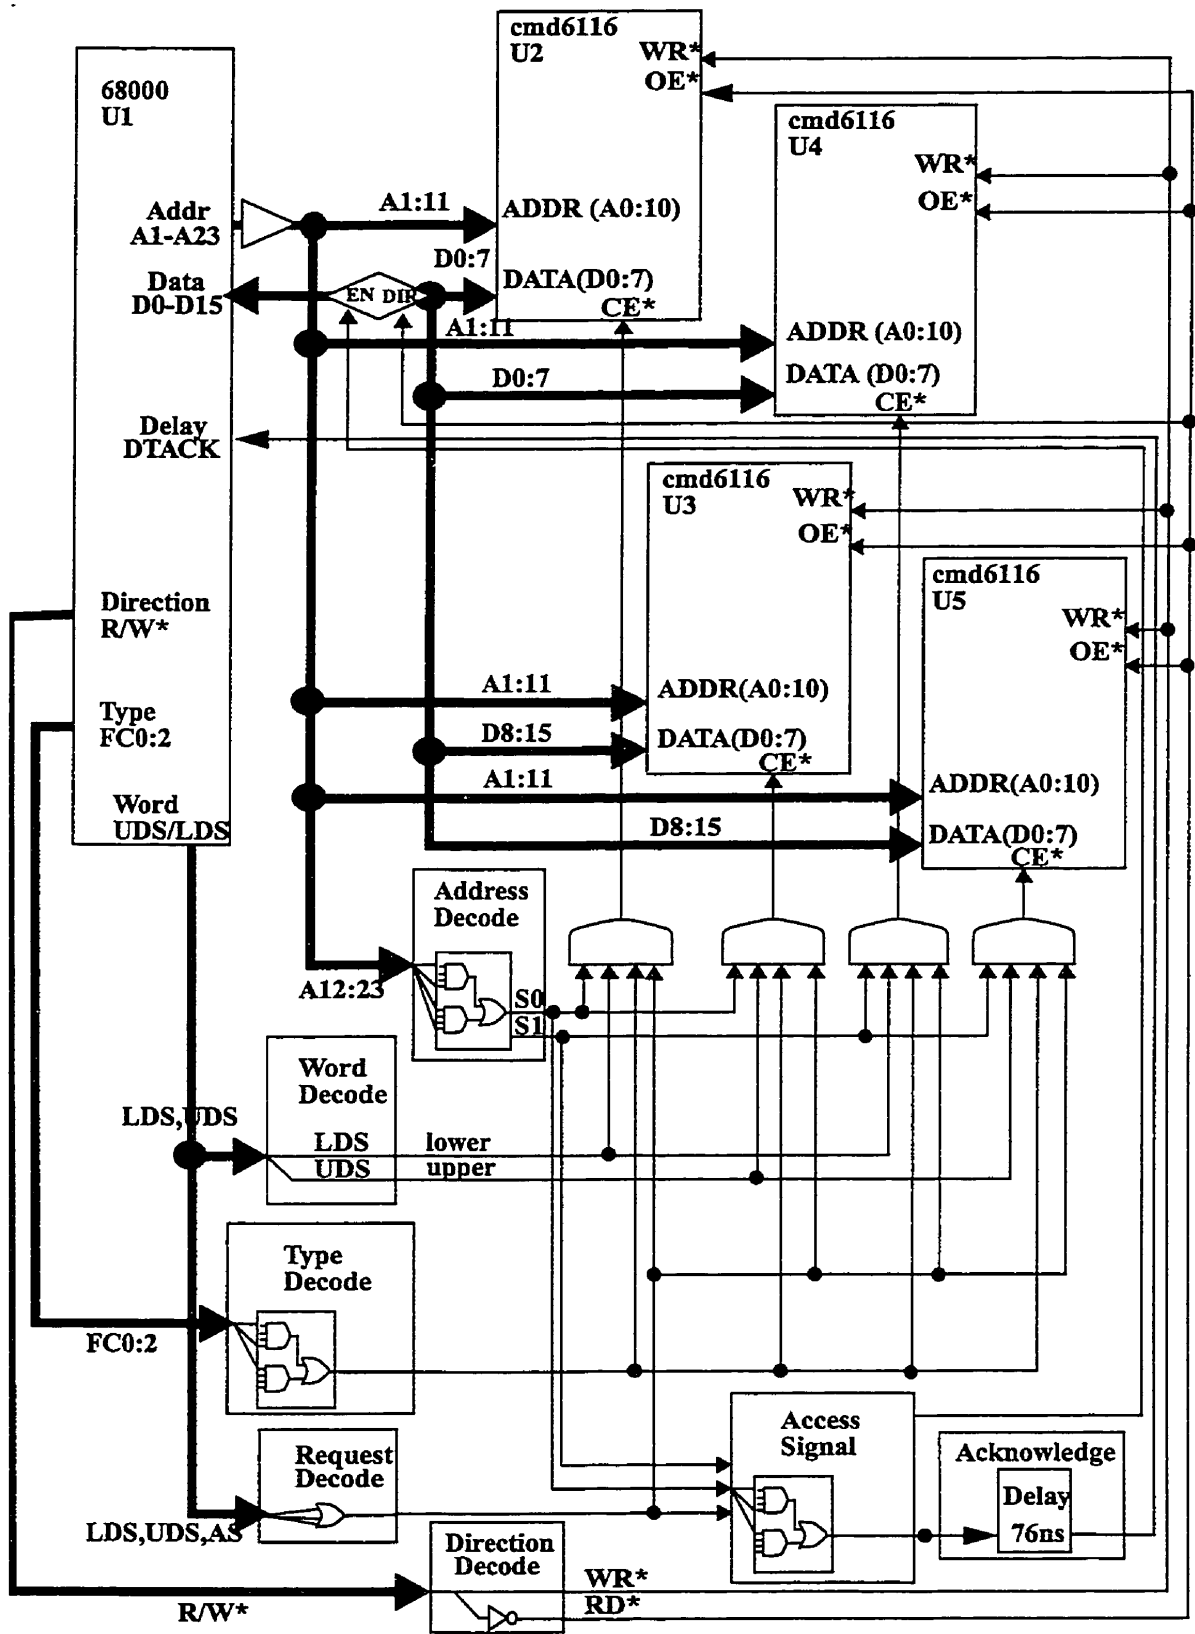 cmd6116
U2
WR*
OE*
68000
U1
cmd6116
U4
WR*
OE*
Addr
A1-A23
A1:11
ADDR (A0:10)
D0:7
Data
D0-D15
EN DIR
DATA(D0:7)
CE*
A1:11
ADDR (A0:10)
D0:7
DATA (D0:7)
CE*
Delay
DTACK
cmd6116
U3
WR*
OE*
cmd6116
U5
WR*
OE*
Direction
R/W*
A1:11
ADDR(A0:10)
Type
FC0:2
D8:15
DATA(D0:7)
CE*
A1:11
ADDR(A0:10)
Word
UDS/LDS
D8:15
DATA(D0:7)
CE*
Address
Decode
A12:23
S0
S1
Word
Decode
LDS,UDS
LDS
lower
UDS
upper
Type
Decode
FC0:2
Access
Signal
Request
Decode
Acknowledge
Delay
76ns
LDS,UDS,AS
Direction
Decode
WR*
RD*
R/W*